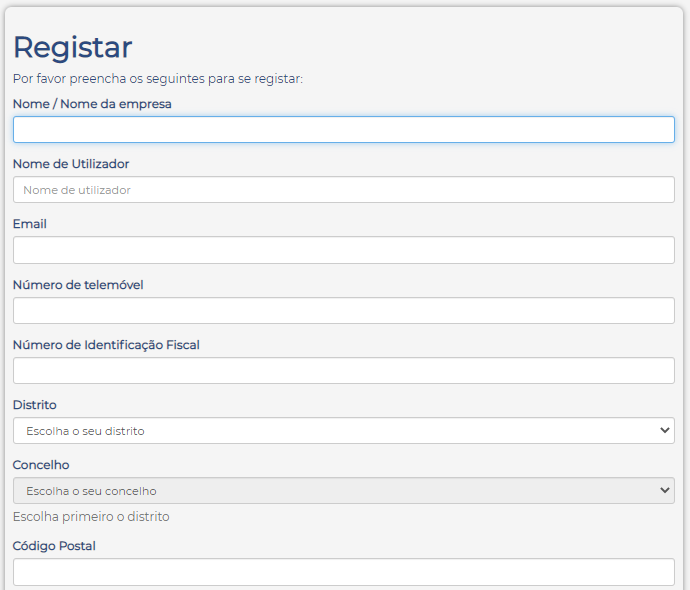 Registar
Por favor preencha os seguintes para se registar:
Nome / Nome da empresa
Nome de Utilizador
Nome de utilizador
Email
Número de telemóvel
Número de Identificação Fiscal
Distrito
Escolha o seu distrito
Concelho
Escolha o seu concelho
Escolha primeiro o distrito
Código Postal